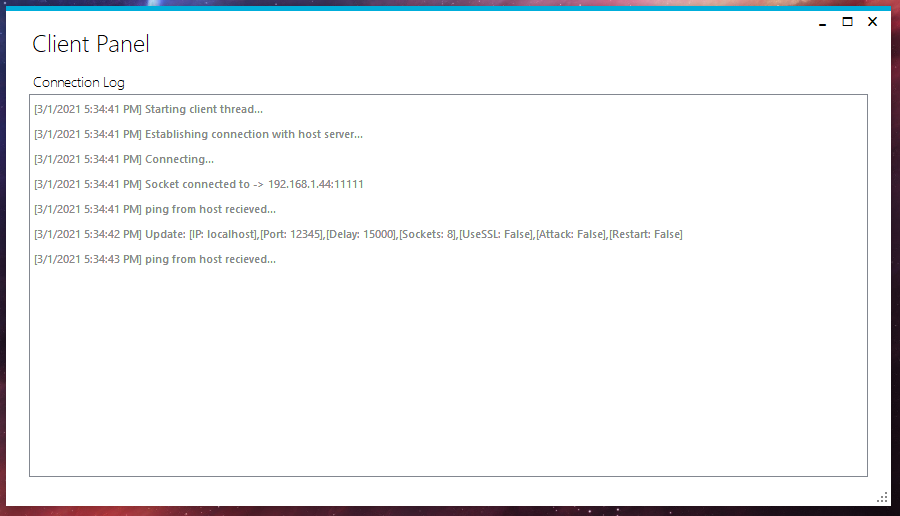 Client Panel
Connection Log
[3/1/2021 5:34:41 PM] Starting client thread...
[3/1/2021 5:34:41 PM] Establishing connection with host server...
[3/1/2021 5:34:41 PM] Connecting...
[3/1/2021 5:34:41 PM] Socket connected to -> 192.168.1.44:11111
[3/1/2021 5:34:41 PM] ping from host recieved...
[3/1/2021 5:34:42 PM] Update: [IP: localhost],[Port: 12345],[Delay: 15000],[Sockets: 8],[UseSSL: False],[Attack: False],[Restart: False]
[3/1/2021 5:34:43 PM] ping from host recieved...